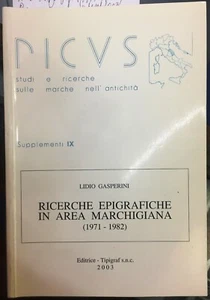 PICVS
studi e ricerche
sulle marche nell'antichità
Supplementi IX
LIDIO GASPERINI
RICERCHE EPIGRAFICHE
IN AREA MARCHIGIANA
(1971 - 1982)
Editrice - Tipigraf s.n.c.
2003